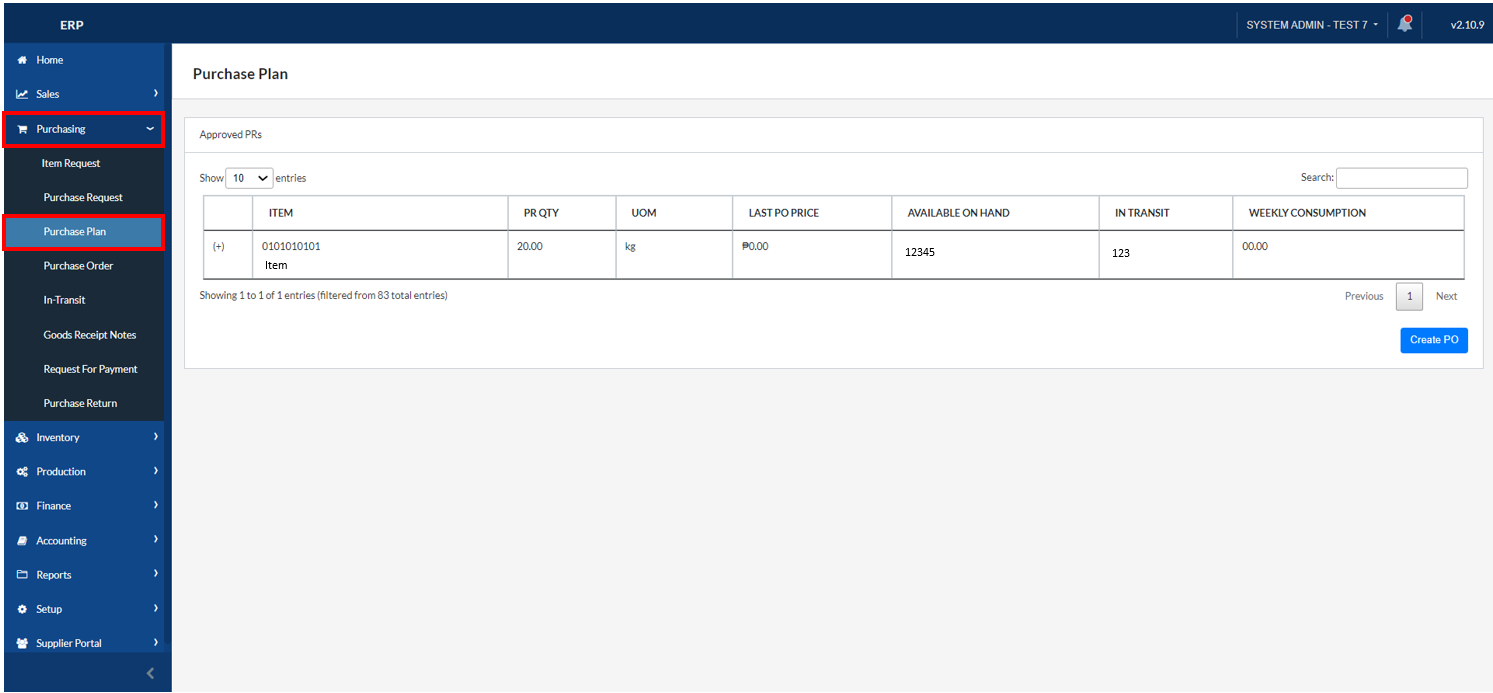 ERP
SYSTEM ADMIN - TEST 7
v2.10.9
Home
Sales
Purchasing
Item Request
Purchase Request
Purchase Plan
Purchase Order
In-Transit
Goods Receipt Notes
Request For Payment
Purchase Return
Inventory
Production
Finance
Accounting
Reports
Setup
Supplier Portal
Purchase Plan
Approved PRs
Show 10 entries
Search:
ITEM PR QTY UOM LAST PO PRICE AVAILABLE ON HAND IN TRANSIT WEEKLY CONSUMPTION
(+) 0101010101 20.00 kg ₱0.00 12345 123 00.00
Item
Showing 1 to 1 of 1 entries (filtered from 83 total entries)
Previous 1 Next
Create PO